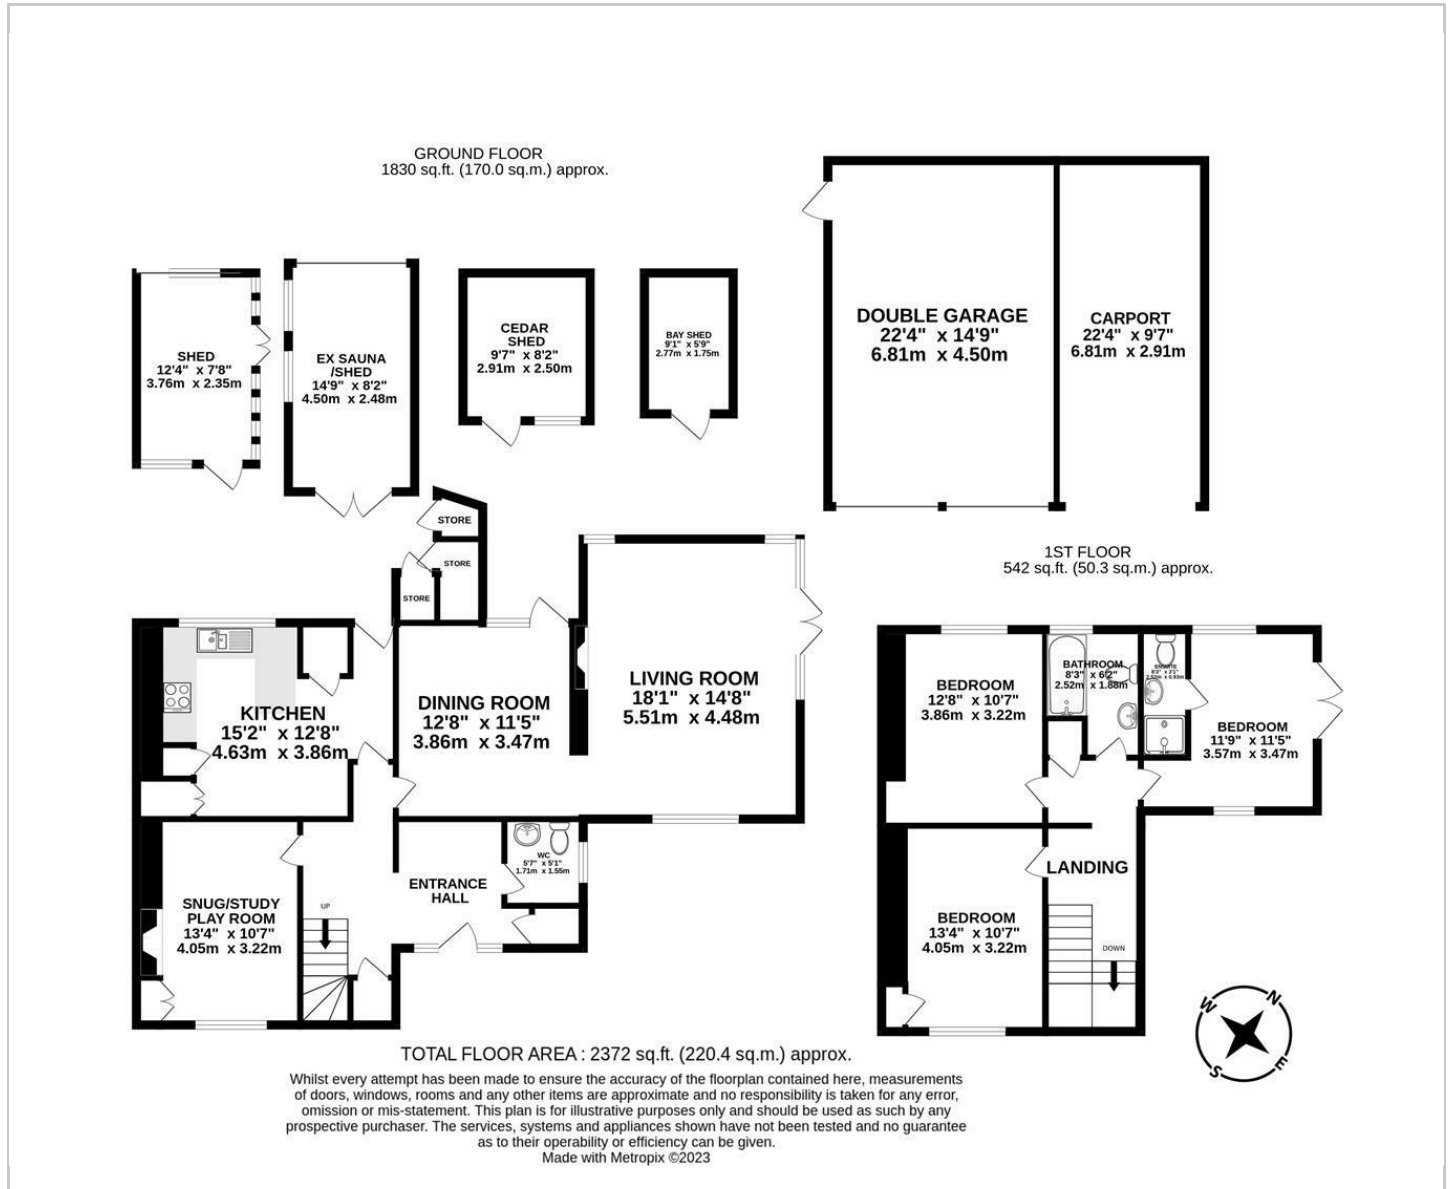 GROUND FLOOR
1830 sq.ft. (170.0 sq.m.) approx.
SHED
12'4" x 7'8"
3.76m x 2.35m
EX SAUNA
/SHED
14'9" x 8'2"
4.50m x 2.48m
CEDAR
SHED
9'7" x 8'2"
2.91m x 2.50m
BAY SHED
9'1" x 5'9"
2.77m x 1.75m
DOUBLE GARAGE
22'4" x 14'9"
6.81m x 4.50m
CARPORT
22'4" x 9'7"
6.81m x 2.91m
STORE
STORE
STORE
KITCHEN
15'2" x 12'8"
4.63m x 3.86m
DINING ROOM
12'8" x 11'5"
3.86m x 3.47m
LIVING ROOM
18'1" x 14'8"
5.51m x 4.48m
SNUG/STUDY
PLAY ROOM
13'4" x 10'7"
4.05m x 3.22m
UP
ENTRANCE
HALL
WC
5'7" x 5'1"
1.71m x 1.55m
1ST FLOOR
542 sq.ft. (50.3 sq.m.) approx.
BEDROOM
12'8" x 10'7"
3.86m x 3.22m
BATHROOM
8'3" x 6'2"
2.52m x 1.88m
ENSUITE
BEDROOM
11'9" x 11'5"
3.57m x 3.47m
LANDING
BEDROOM
13'4" x 10'7"
4.05m x 3.22m
DOWN
N
W
E
S
TOTAL FLOOR AREA : 2372 sq.ft. (220.4 sq.m.) approx.
Whilst every attempt has been made to ensure the accuracy of the floorplan contained here, measurements
of doors, windows, rooms and any other items are approximate and no responsibility is taken for any error,
omission or mis-statement. This plan is for illustrative purposes only and should be used as such by any
prospective purchaser. The services, systems and appliances shown have not been tested and no guarantee
as to their operability or efficiency can be given.
Made with Metropix ©2023